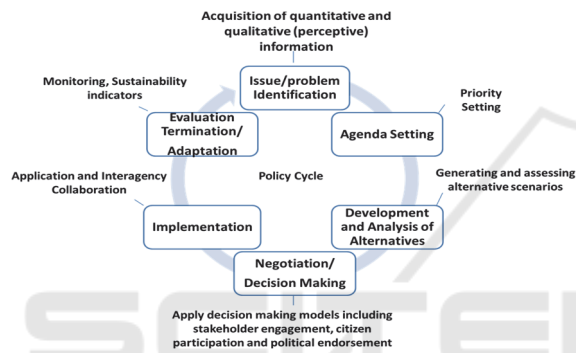 Acquisition of quantitative and
qualitative (perceptive)
information
Issue/problem
Identification
Monitoring, Sustainability
indicators
Priority
Setting
Evaluation
Termination/
Adaptation
Agenda Setting
Policy Cycle
Application and Interagency
Collaboration
Generating and assessing
alternative scenarios
Implementation
Development
and Analysis of
Alternatives
Negotiation/
Decision Making
Apply decision making models including
stakeholder engagement, citizen
participation and political endorsement